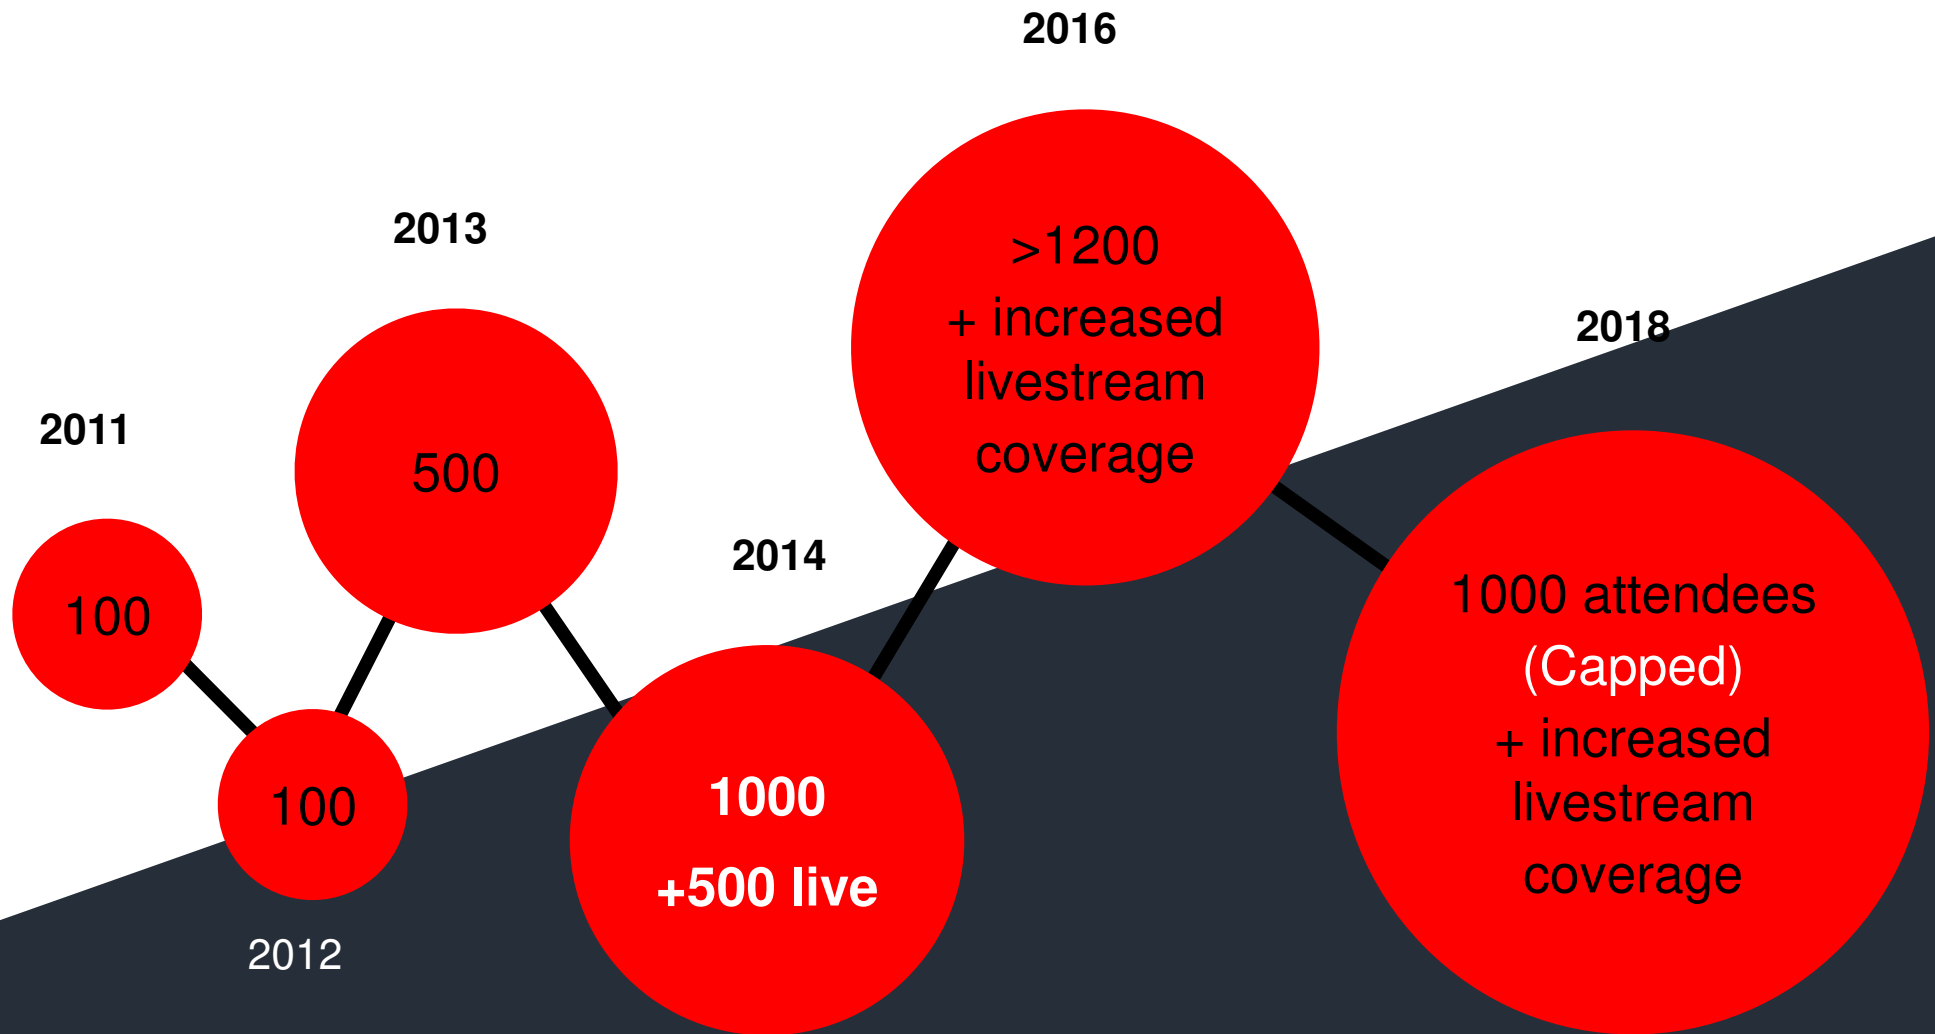 2011
100
100
2012
2013
500
2014
1000
+500 live
2016
>1200
+ increased
livestream
coverage
2018
1000 attendees
(Capped)
+ increased
livestream
coverage